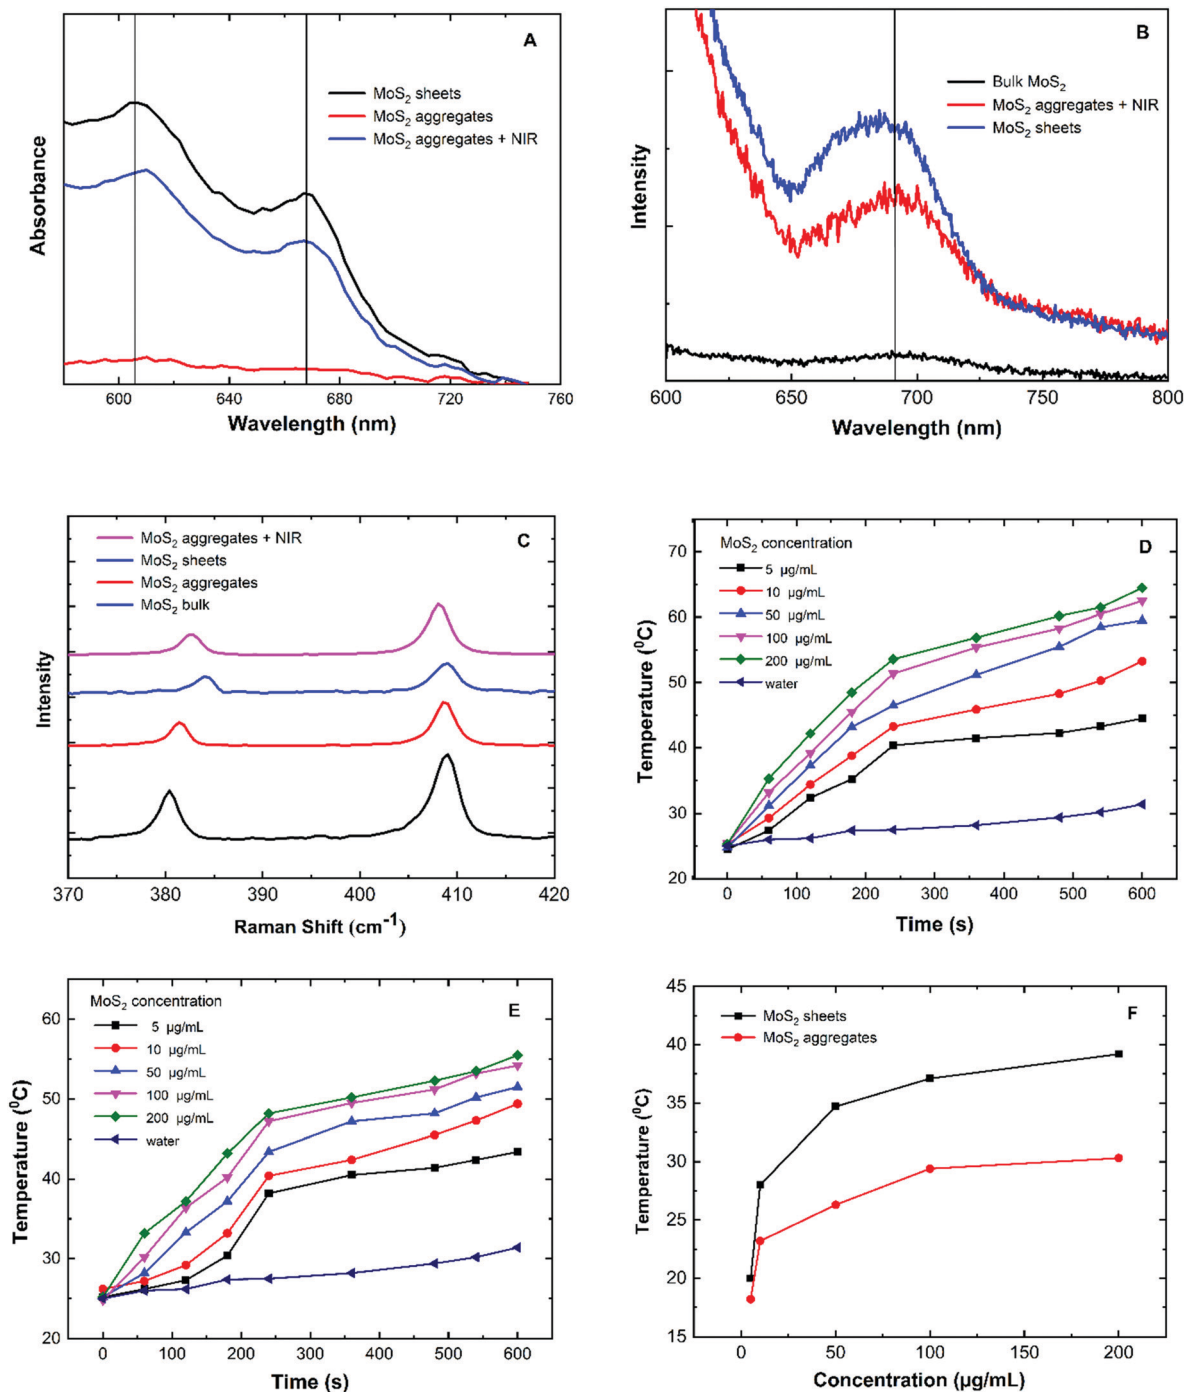 A
MoS2 sheets
MoS2 aggregates
MoS2 aggregates + NIR
Absorbance
600 640 680 720 760
Wavelength (nm)
B
Bulk MoS2
MoS2 aggregates + NIR
MoS2 sheets
Intensity
600 650 700 750 800
Wavelength (nm)
C
MoS2 aggregates + NIR
MoS2 sheets
MoS2 aggregates
MoS2 bulk
Intensity
370 380 390 400 410 420
Raman Shift (cm-1)
D
MoS2 concentration
5 µg/mL
10 µg/mL
50 µg/mL
100 µg/mL
200 µg/mL
water
Temperature (0C)
70
60
50
40
30
20
0 100 200 300 400 500 600
Time (s)
E
MoS2 concentration
5 µg/mL
10 µg/mL
50 µg/mL
100 µg/mL
200 µg/mL
water
Temperature (0C)
60
50
40
30
20
0 100 200 300 400 500 600
Time (s)
F
MoS2 sheets
MoS2 aggregates
Temperature (0C)
45
40
35
30
25
20
15
0 50 100 150 200
Concentration (µg/mL)